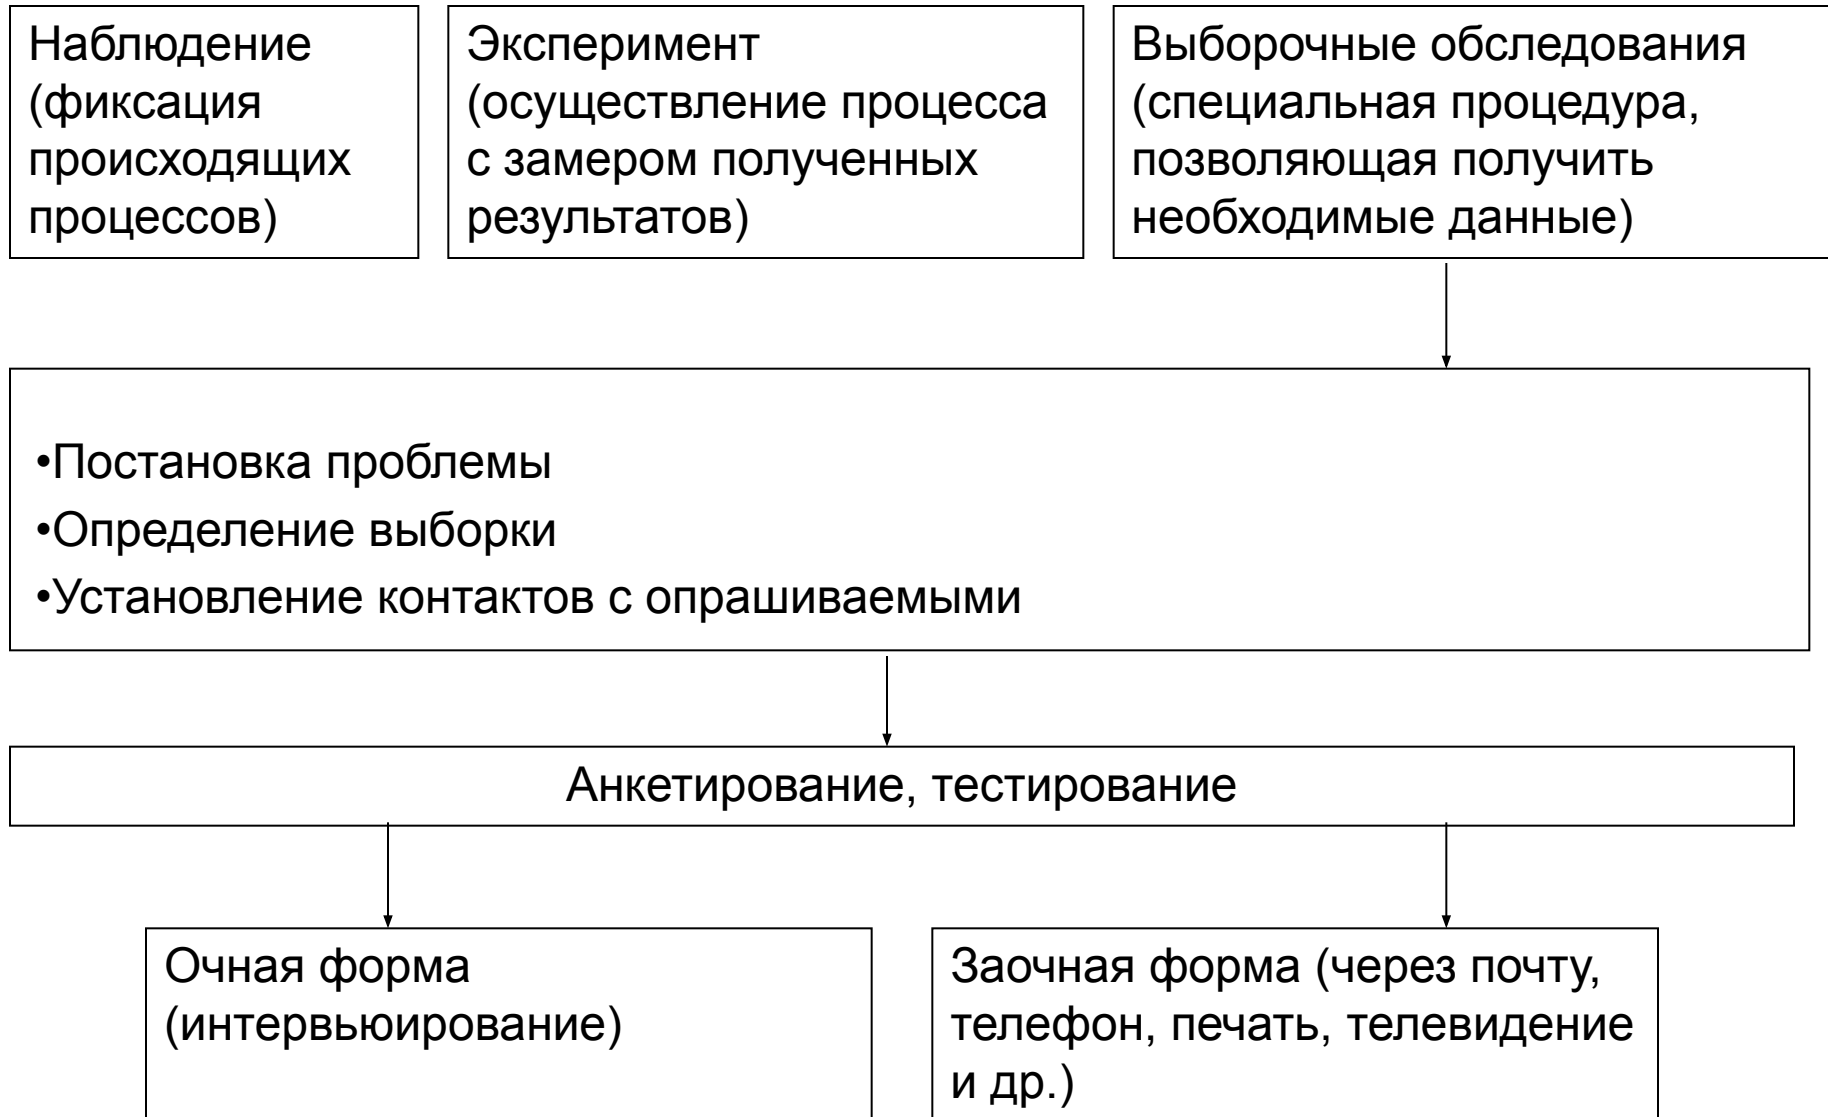 Наблюдение
(фиксация
происходящих
процессов)
Эксперимент
(осуществление процесса
с замером полученных
результатов)
Выборочные обследования
(специальная процедура,
позволяющая получить
необходимые данные)
•Постановка проблемы
•Определение выборки
•Установление контактов с опрашиваемыми
Анкетирование, тестирование
Очная форма
(интервьюирование)
Заочная форма (через почту,
телефон, печать, телевидение
и др.)